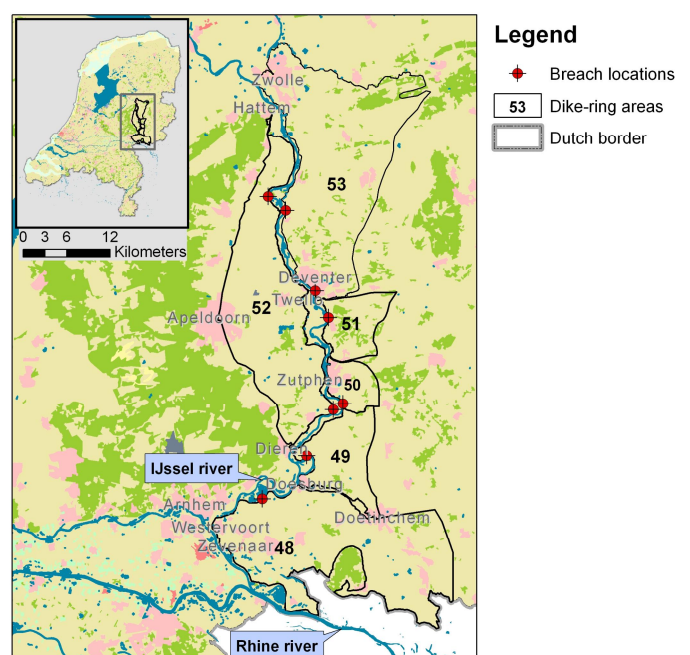 Legend
Breach locations
53 Dike-ring areas
Dutch border
0 3 6 12
Kilometers
Zwolle
Hattem
53
Deventer
Twello
52
51
Apeldoorn
Zutphen
50
Dieren
49
IJssel river
Doesburg
Arnhem
Doetinchem
Westervoort
Zevenaar
48
Rhine river